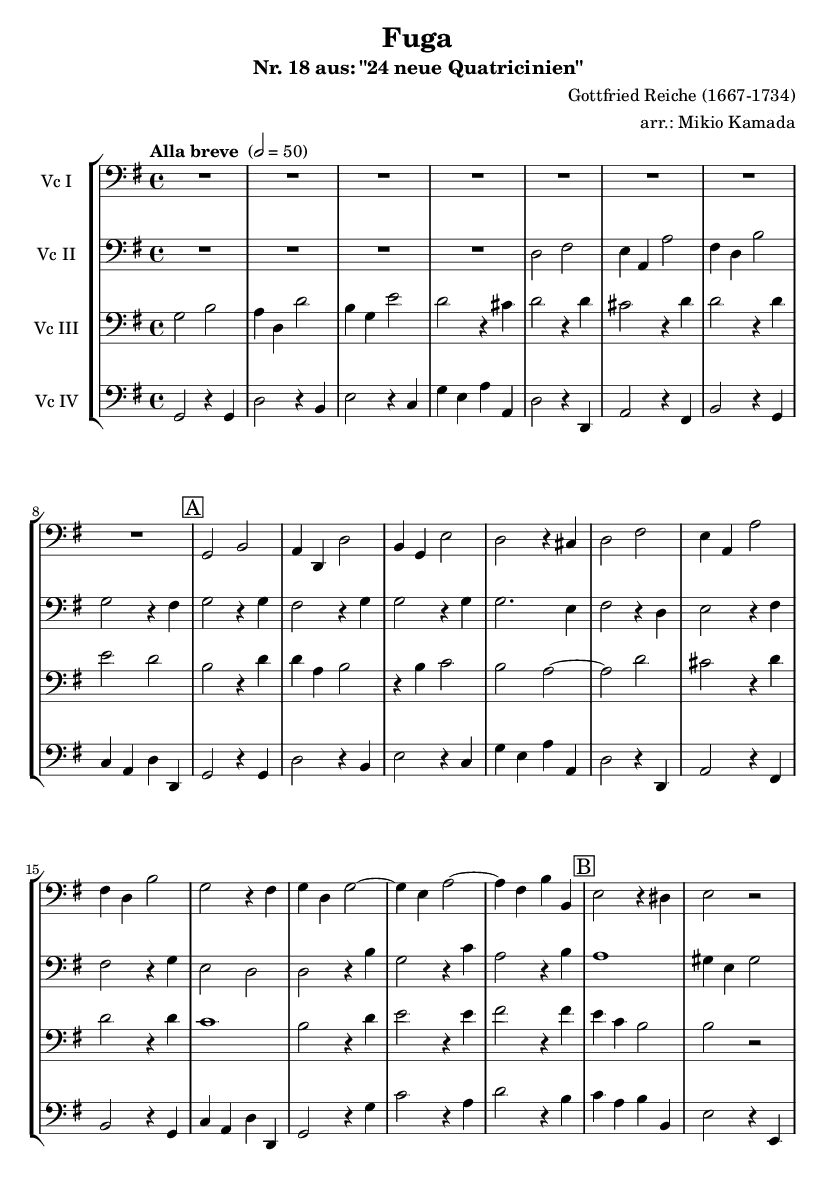 Fuga
Nr. 18 aus: "24 neue Quatricinien"
Gottfried Reiche (1667-1734)
arr.: Mikio Kamada
Alla breve (𝅗𝅥 = 50)
Vc I
Vc II
Vc III
Vc IV
8
A
15
B